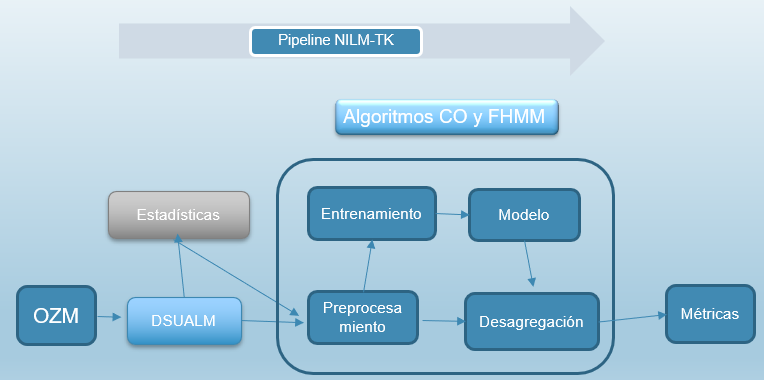 Pipeline NILM-TK
Algoritmos CO y FHMM
Estadísticas
Entrenamiento
Modelo
OZM
DSUALM
Preprocesa
miento
Desagregación
Métricas